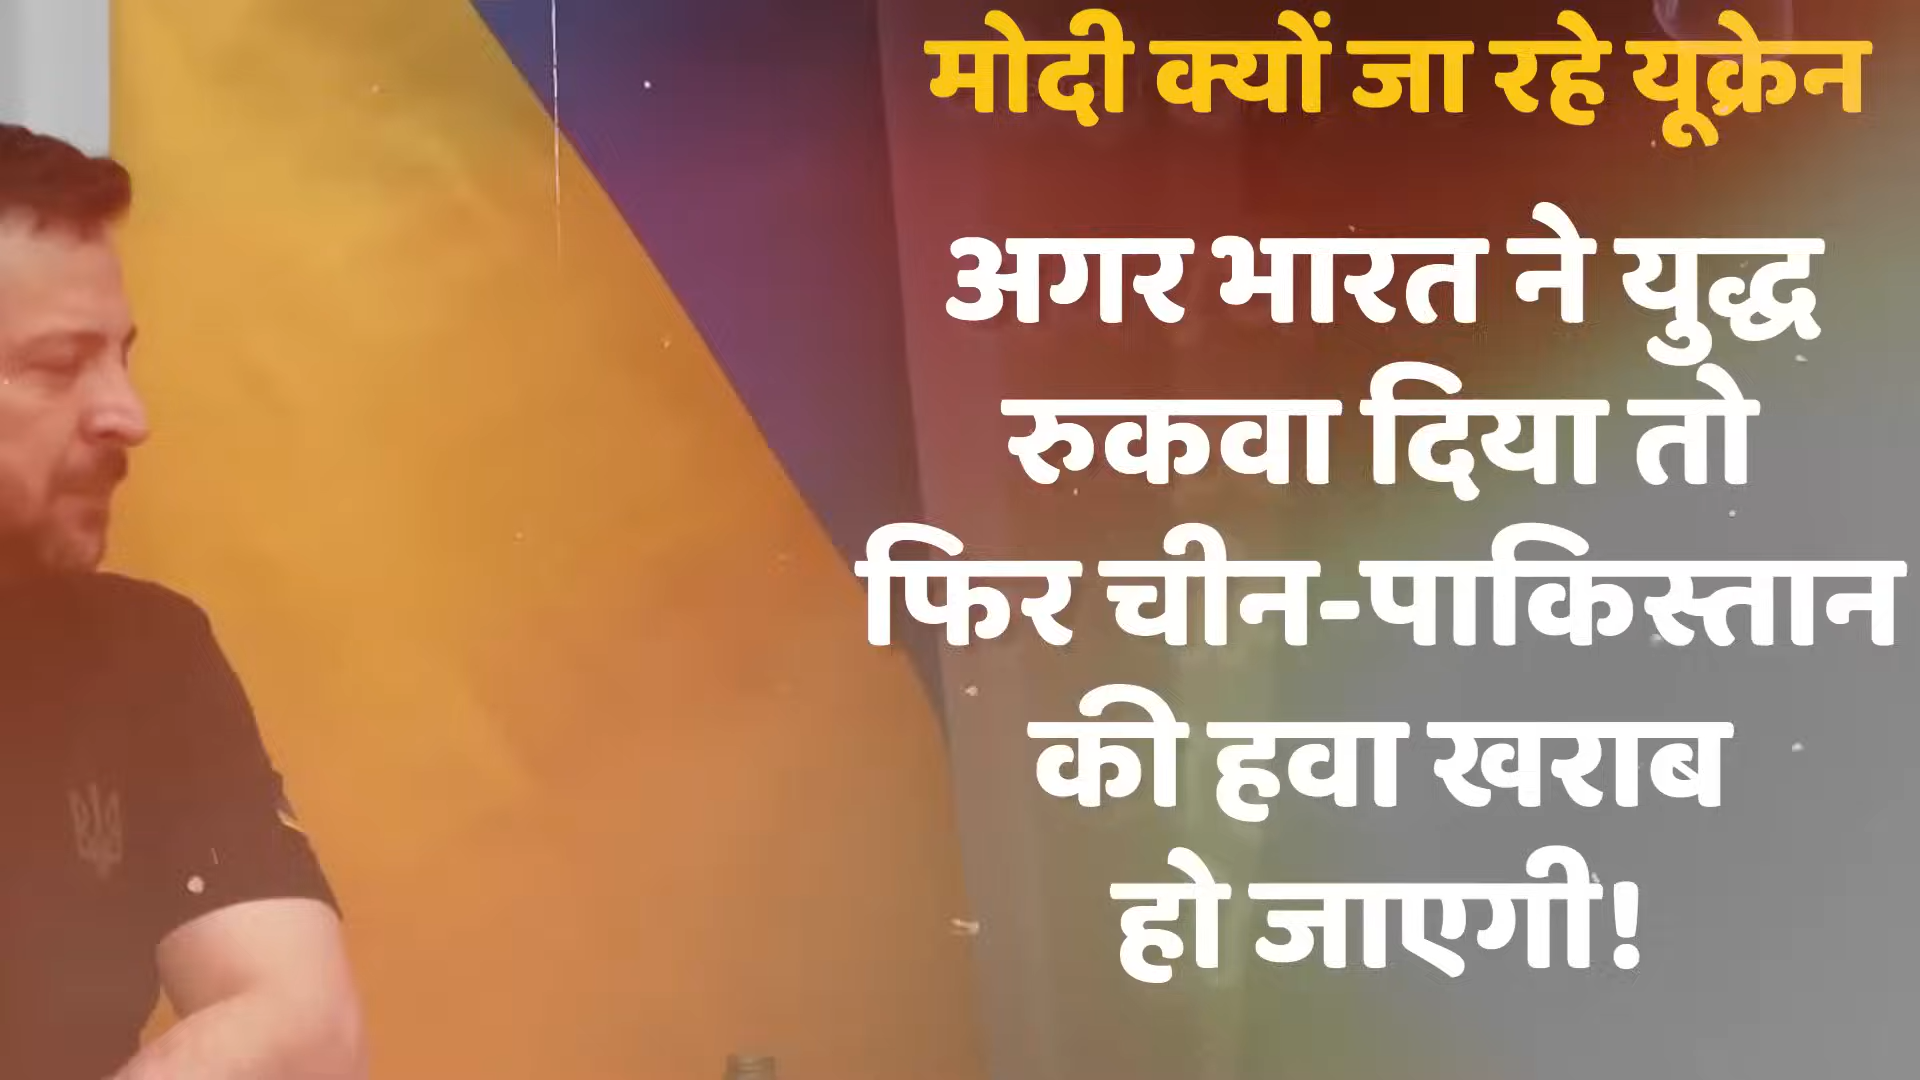 मोदी क्यों जा रहे यूक्रेन
अगर भारत ने युद्ध
रुकवा दिया तो
फिर चीन-पाकिस्तान
की हवा खराब
हो जाएगी!